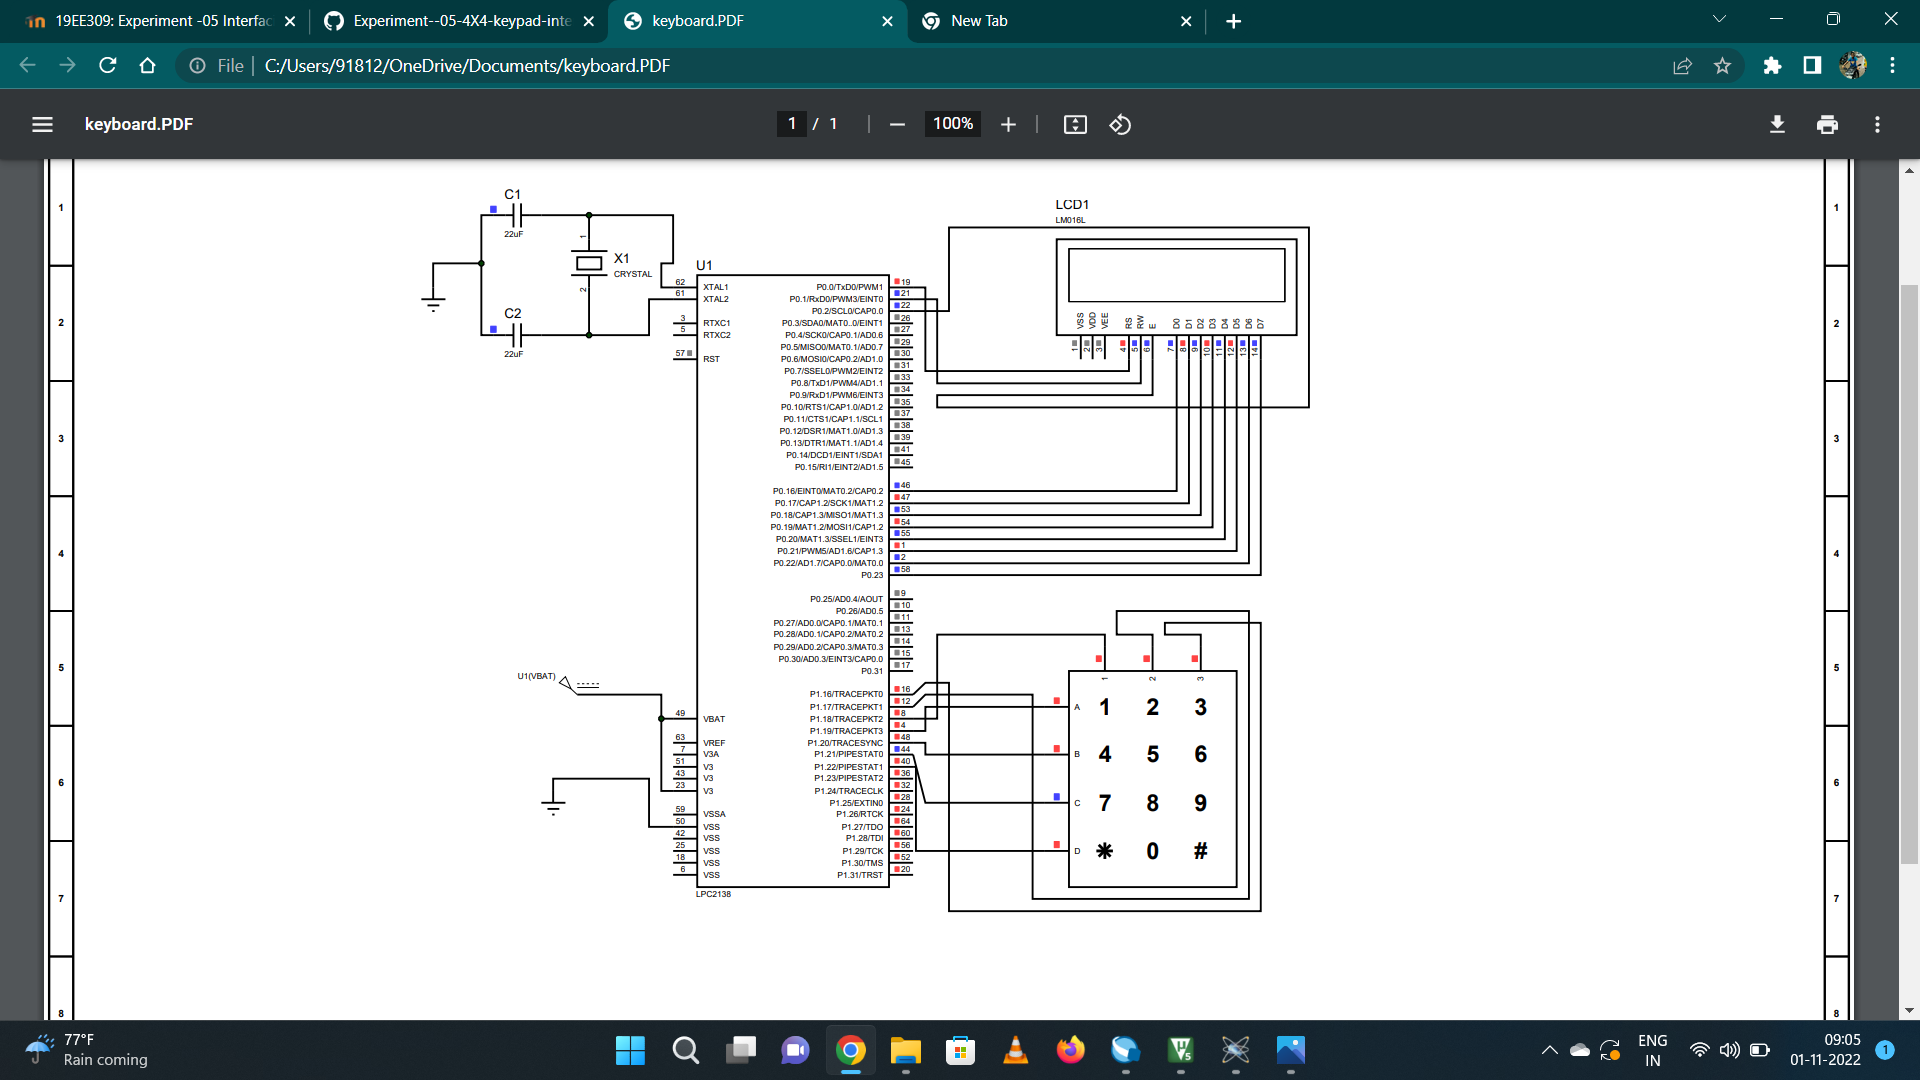 19EE309: Experiment -05 Interfac
Experiment--05-4X4-keypad-inte
keyboard.PDF
New Tab
File
C:/Users/91812/OneDrive/Documents/keyboard.PDF
keyboard.PDF
1 / 1
100%
1
2
3
4
5
6
7
8
1
2
3
4
5
6
7
8
C1
22uF
C2
22uF
1
2
X1
CRYSTAL
U1
LPC2138
62 XTAL1
61 XTAL2
3 RTXC1
5 RTXC2
57 RST
U1(VBAT)
49 VBAT
63 VREF
7 V3A
51 V3
43 V3
23 V3
59 VSSA
50 VSS
42 VSS
25 VSS
18 VSS
6 VSS
P0.0/TxD0/PWM1 19
P0.1/RxD0/PWM3/EINT0 21
P0.2/SCL0/CAP0.0 22
P0.3/SDA0/MAT0..0/EINT1 26
P0.4/SCK0/CAP0.1/AD0.6 27
P0.5/MISO0/MAT0.1/AD0.7 29
P0.6/MOSI0/CAP0.2/AD1.0 30
P0.7/SSEL0/PWM2/EINT2 31
P0.8/TxD1/PWM4/AD1.1 33
P0.9/RxD1/PWM6/EINT3 34
P0.10/RTS1/CAP1.0/AD1.2 35
P0.11/CTS1/CAP1.1/SCL1 37
P0.12/DSR1/MAT1.0/AD1.3 38
P0.13/DTR1/MAT1.1/AD1.4 39
P0.14/DCD1/EINT1/SDA1 41
P0.15/RI1/EINT2/AD1.5 45
P0.16/EINT0/MAT0.2/CAP0.2 46
P0.17/CAP1.2/SCK1/MAT1.2 47
P0.18/CAP1.3/MISO1/MAT1.3 53
P0.19/MAT1.2/MOSI1/CAP1.2 54
P0.20/MAT1.3/SSEL1/EINT3 55
P0.21/PWM5/AD1.6/CAP1.3 1
P0.22/AD1.7/CAP0.0/MAT0.0 2
P0.23 58
P0.25/AD0.4/AOUT 9
P0.26/AD0.5 10
P0.27/AD0.0/CAP0.1/MAT0.1 11
P0.28/AD0.1/CAP0.2/MAT0.2 13
P0.29/AD0.2/CAP0.3/MAT0.3 14
P0.30/AD0.3/EINT3/CAP0.0 15
P0.31 17
P1.16/TRACEPKT0 16
P1.17/TRACEPKT1 12
P1.18/TRACEPKT2 8
P1.19/TRACEPKT3 4
P1.20/TRACESYNC 48
P1.21/PIPESTAT0 44
P1.22/PIPESTAT1 40
P1.23/PIPESTAT2 36
P1.24/TRACECLK 32
P1.25/EXTIN0 28
P1.26/RTCK 24
P1.27/TDO 64
P1.28/TDI 60
P1.29/TCK 56
P1.30/TMS 52
P1.31/TRST 20
LCD1
LM016L
VSS VDD VEE RS RW E D0 D1 D2 D3 D4 D5 D6 D7
1 2 3 4 5 6 7 8 9 10 11 12 13 14
1 2 3
A 1 2 3
B 4 5 6
C 7 8 9
D ✱ 0 #
77°F
Rain coming
ENG
IN
09:05
01-11-2022
1